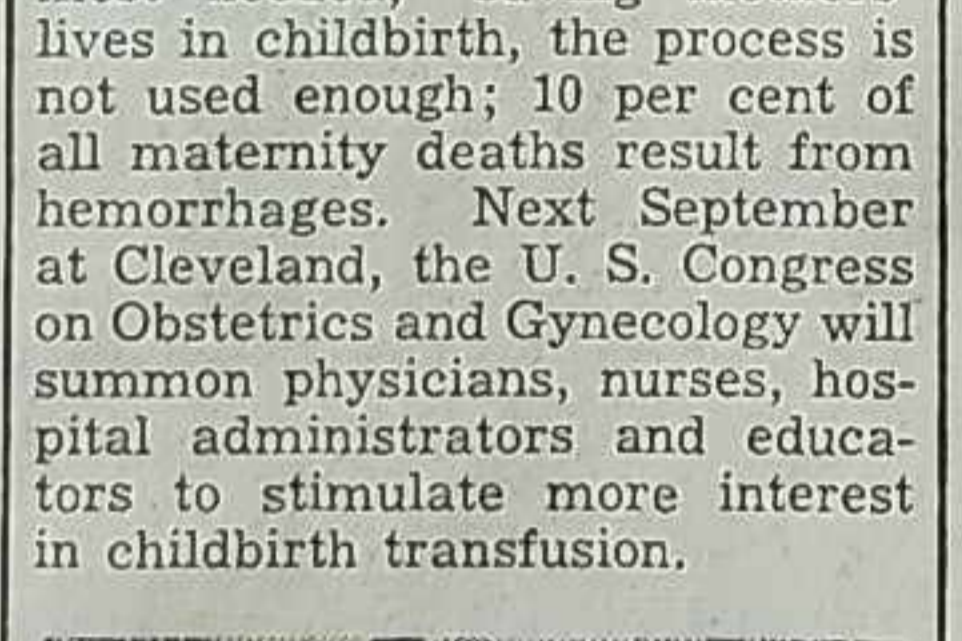 lives in childbirth, the process is
not used enough; 10 per cent of
all maternity deaths result from
hemorrhages. Next September
at Cleveland, the U. S. Congress
on Obstetrics and Gynecology will
summon physicians, nurses, hos-
pital administrators and educa-
tors to stimulate more interest
in childbirth transfusion.